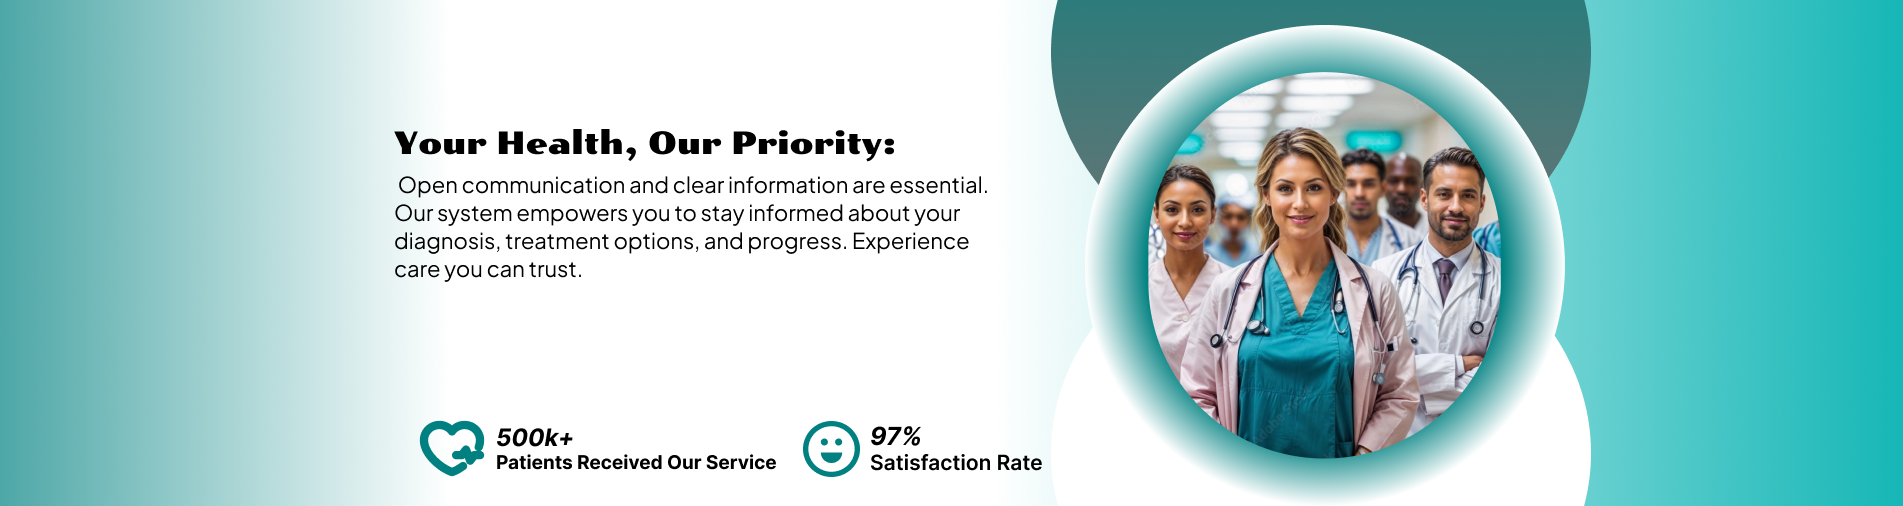 Your Health, Our Priority:
Open communication and clear information are essential.
Our system empowers you to stay informed about your
diagnosis, treatment options, and progress. Experience
care you can trust.
500k+
Patients Received Our Service
97%
Satisfaction Rate